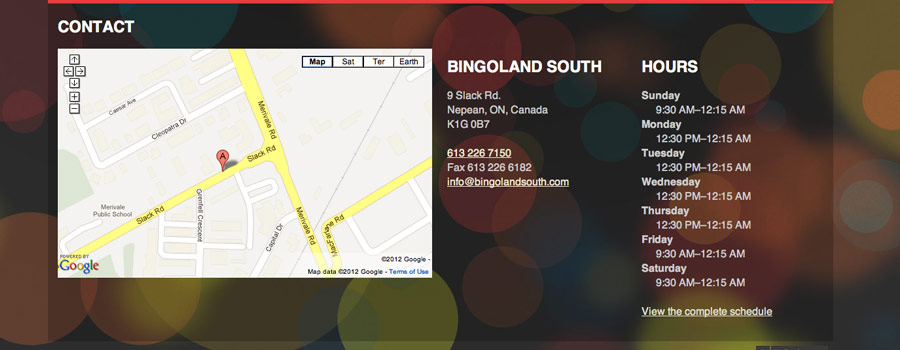 CONTACT
Map Sat Ter Earth
Caesar Ave
Cleopatra Dr
Merivale Rd
Slack Rd
A
Merivale
Public School
Slack Rd
Grenfell Crescent
Capital Dr
Merivale Rd
POWERED BY
Google
©2012 Google -
Map data ©2012 Google - Terms of Use
BINGOLAND SOUTH
9 Slack Rd.
Nepean, ON, Canada
K1G 0B7
613 226 7150
Fax 613 226 6182
info@bingolandsouth.com
HOURS
Sunday
9:30 AM–12:15 AM
Monday
12:30 PM–12:15 AM
Tuesday
12:30 PM–12:15 AM
Wednesday
12:30 PM–12:15 AM
Thursday
12:30 PM–12:15 AM
Friday
9:30 AM–12:15 AM
Saturday
9:30 AM–12:15 AM
View the complete schedule